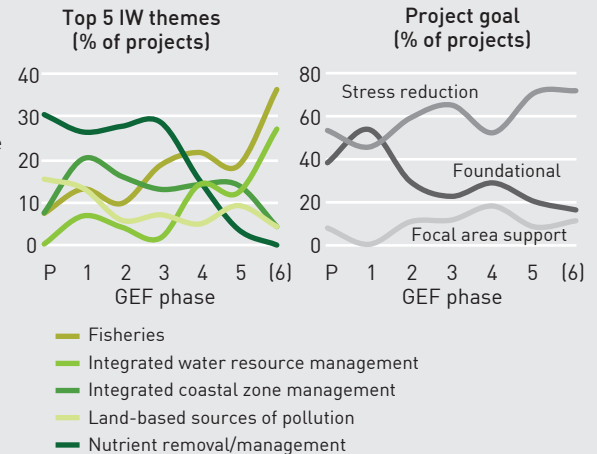 Top 5 IW themes
(% of projects)
40
30
20
10
0
P 1 2 3 4 5 (6)
GEF phase
Project goal
(% of projects)
80
60
40
20
0
Stress reduction
Foundational
Focal area support
P 1 2 3 4 5 (6)
GEF phase
Fisheries
Integrated water resource management
Integrated coastal zone management
Land-based sources of pollution
Nutrient removal/management